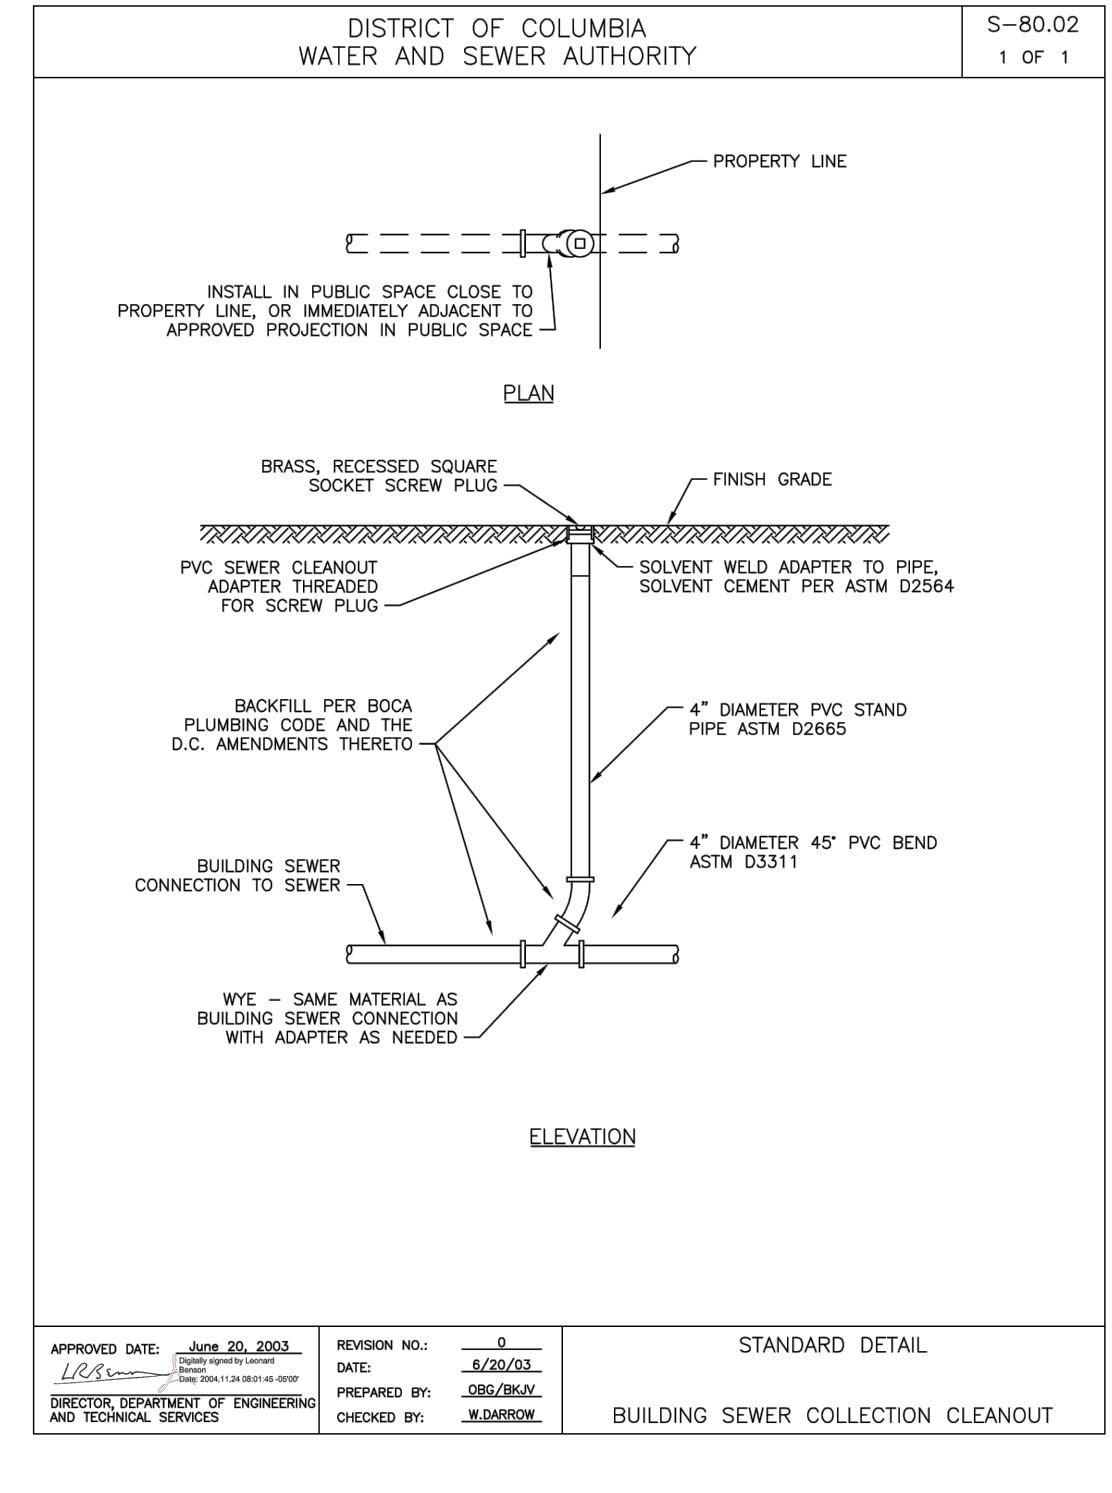 DISTRICT OF COLUMBIA
WATER AND SEWER AUTHORITY
S-80.02
1 OF 1
PROPERTY LINE
INSTALL IN PUBLIC SPACE CLOSE TO
PROPERTY LINE, OR IMMEDIATELY ADJACENT TO
APPROVED PROJECTION IN PUBLIC SPACE
PLAN
BRASS, RECESSED SQUARE
SOCKET SCREW PLUG
FINISH GRADE
PVC SEWER CLEANOUT
ADAPTER THREADED
FOR SCREW PLUG
SOLVENT WELD ADAPTER TO PIPE,
SOLVENT CEMENT PER ASTM D2564
BACKFILL PER BOCA
PLUMBING CODE AND THE
D.C. AMENDMENTS THERETO
4" DIAMETER PVC STAND
PIPE ASTM D2665
4" DIAMETER 45° PVC BEND
ASTM D3311
BUILDING SEWER
CONNECTION TO SEWER
WYE – SAME MATERIAL AS
BUILDING SEWER CONNECTION
WITH ADAPTER AS NEEDED
ELEVATION
APPROVED DATE: June 20, 2003
Digitally signed by Leonard
Benson
Date: 2004.11.24 08:01:45 -05'00'
DIRECTOR, DEPARTMENT OF ENGINEERING
AND TECHNICAL SERVICES
REVISION NO.: 0
DATE: 6/20/03
PREPARED BY: OBG/BKJV
CHECKED BY: W.DARROW
STANDARD DETAIL
BUILDING SEWER COLLECTION CLEANOUT